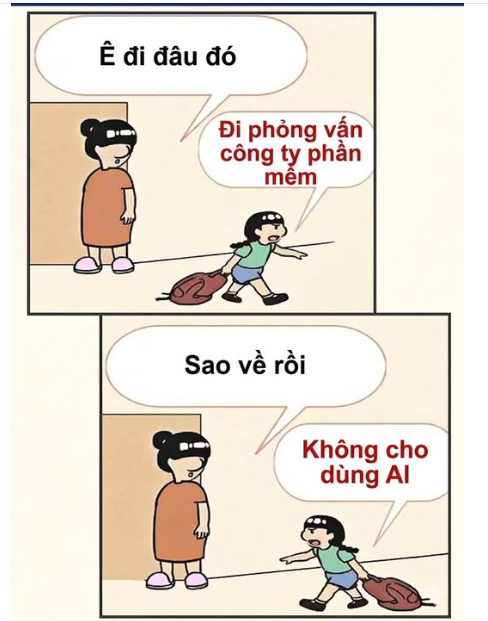 Ê đi đâu đó
Đi phỏng vấn
công ty phần
mềm
Sao về rồi
Không cho
dùng AI